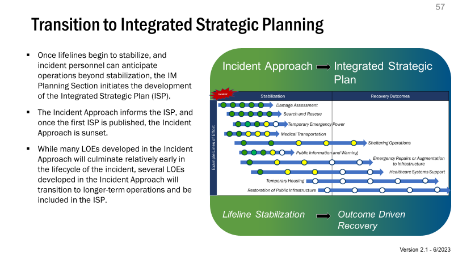 57
Transition to Integrated Strategic Planning
▪ Once lifelines begin to stabilize, and
incident personnel can anticipate
operations beyond stabilization, the IM
Planning Section initiates the development
of the Integrated Strategic Plan (ISP).
▪ The Incident Approach informs the ISP, and
once the first ISP is published, the Incident
Approach is sunset.
▪ While many LOEs developed in the Incident
Approach will culminate relatively early in
the lifecycle of the incident, several LOEs
developed in the Incident Approach will
transition to longer-term operations and be
included in the ISP.
Incident Approach
Integrated Strategic
Plan
Stabilization
Recovery Outcomes
Damage Assessment
Search and Rescue
Temporary Emergency Power
Medical Transportation
Sheltering Operations
Public Information and Warning
Emergency Repairs or Augmentation
to Infrastructure
Healthcare Systems Support
Temporary Housing
Restoration of Public Infrastructure
Lifeline Stabilization
Outcome Driven
Recovery
Version 2.1 - 6/2023